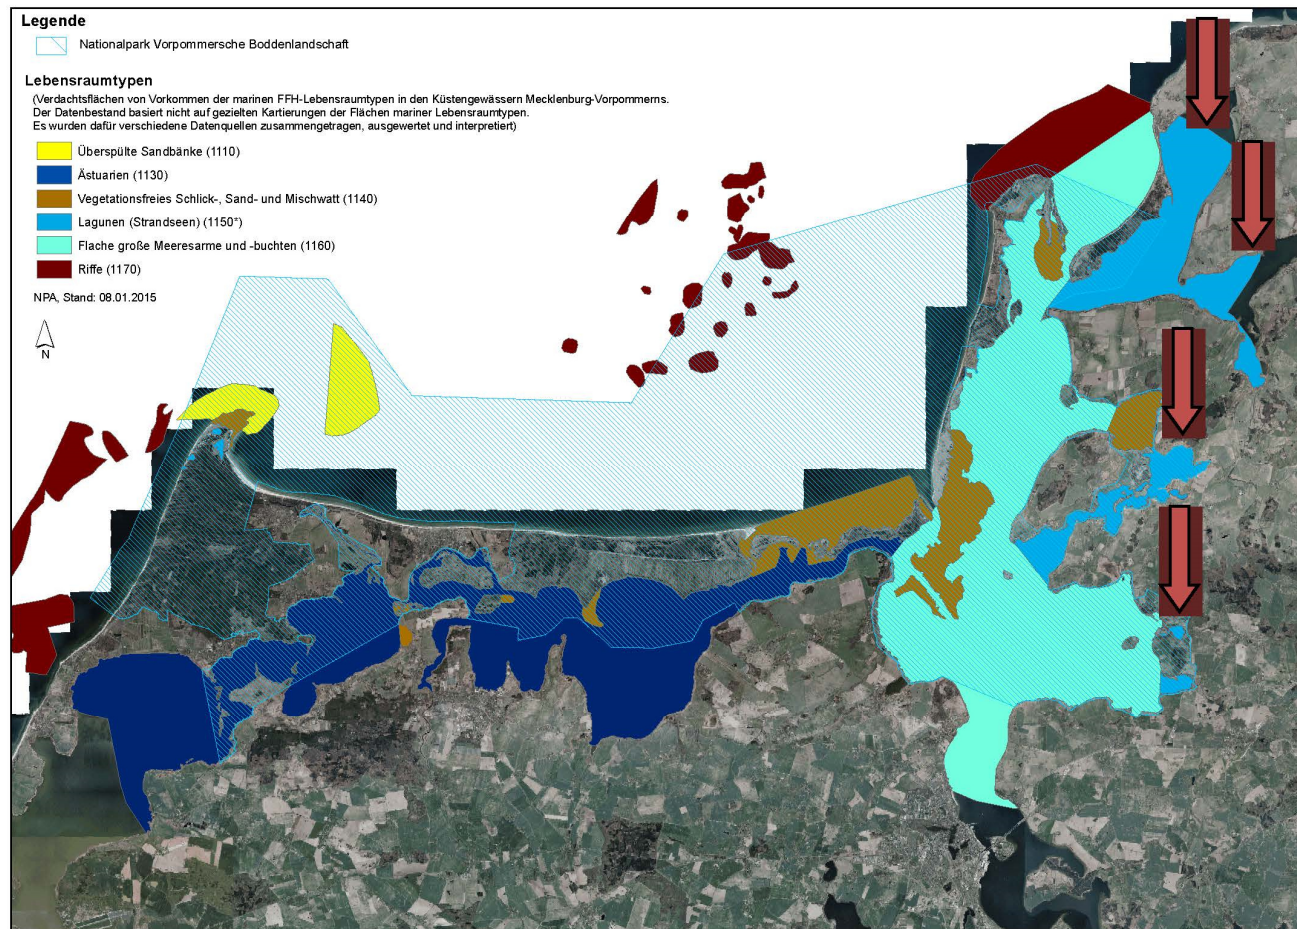 Legende
Nationalpark Vorpommersche Boddenlandschaft
Lebensraumtypen
(Verdachtsflächen von Vorkommen der marinen FFH-Lebensraumtypen in den Küstengewässern Mecklenburg-Vorpommerns.
Der Datenbestand basiert nicht auf gezielten Kartierungen der Flächen mariner Lebensraumtypen.
Es wurden dafür verschiedene Datenquellen zusammengetragen, ausgewertet und interpretiert)
Überspülte Sandbänke (1110)
Ästuarien (1130)
Vegetationsfreies Schlick-, Sand- und Mischwatt (1140)
Lagunen (Strandseen) (1150*)
Flache große Meeresarme und -buchten (1160)
Riffe (1170)
NPA, Stand: 08.01.2015
N